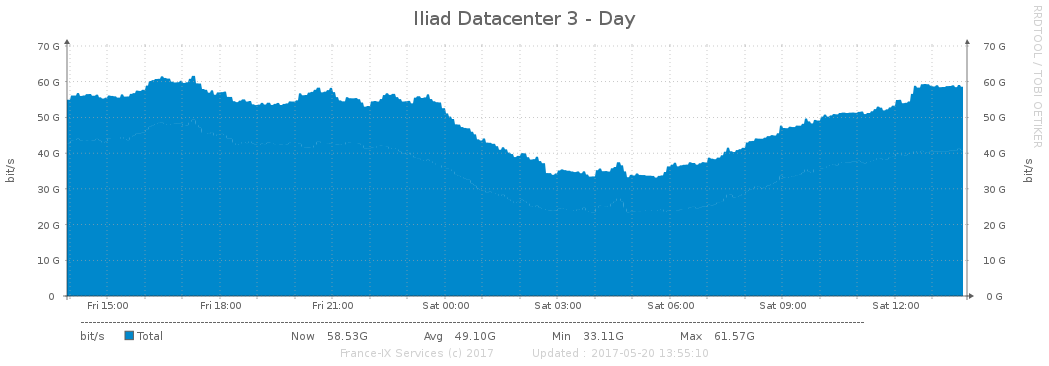 Iliad Datacenter 3 - Day
RRDTOOL / TOBI OETIKER
70 G 70 G
60 G 60 G
50 G 50 G
40 G 40 G
30 G 30 G
20 G 20 G
10 G 10 G
0 0 G
bit/s bit/s
Fri 15:00 Fri 18:00 Fri 21:00 Sat 00:00 Sat 03:00 Sat 06:00 Sat 09:00 Sat 12:00
bit/s Total Now 58.53G Avg 49.10G Min 33.11G Max 61.57G
France-IX Services (c) 2017 Updated : 2017-05-20 13:55:10